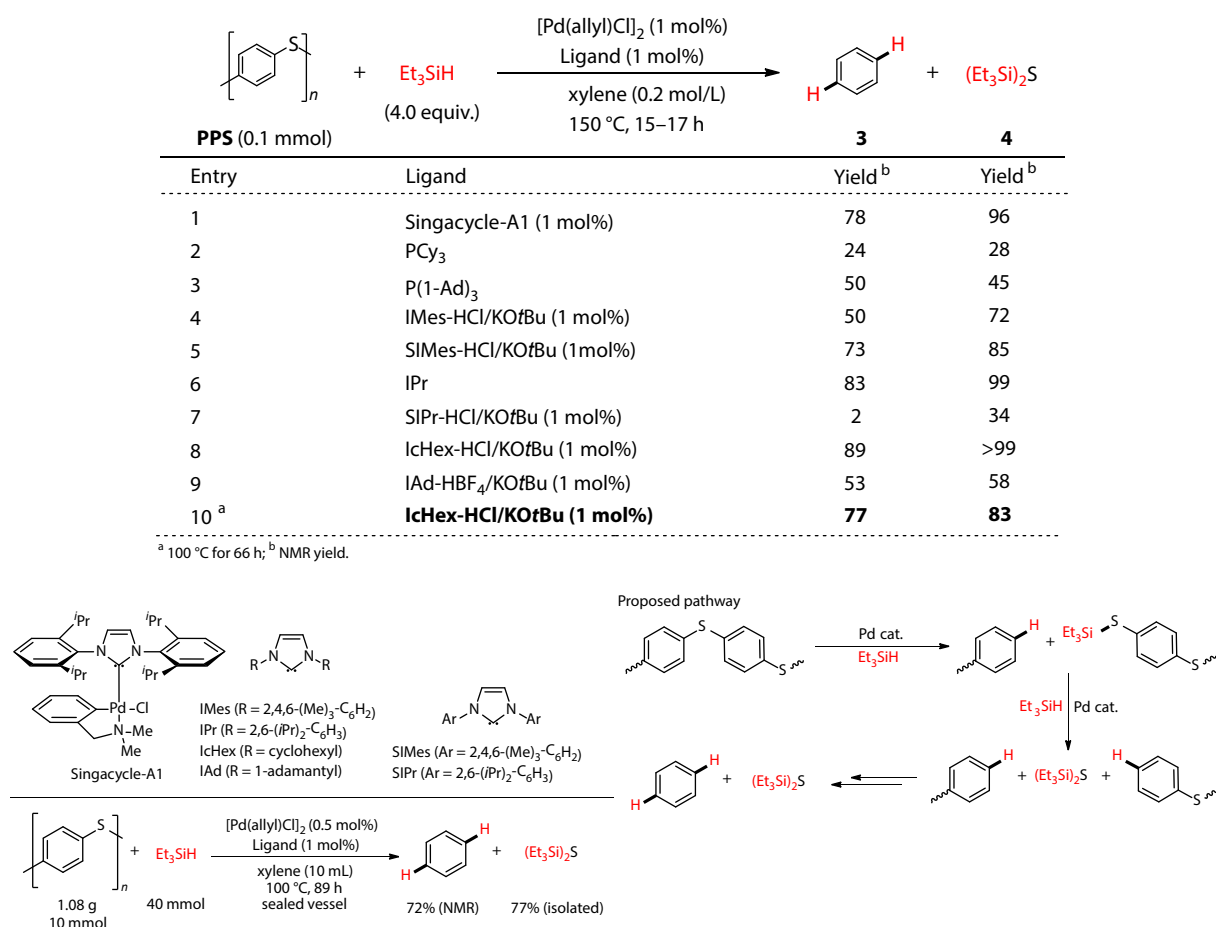 [Pd(allyl)Cl]2 (1 mol%)
Ligand (1 mol%)
xylene (0.2 mol/L)
150 °C, 15–17 h
S
n
+
Et3SiH
(4.0 equiv.)
H
H
+
(Et3Si)2S
PPS (0.1 mmol)
3
4
Entry Ligand Yield b Yield b
1 Singacycle-A1 (1 mol%) 78 96
2 PCy3 24 28
3 P(1-Ad)3 50 45
4 IMes-HCl/KOtBu (1 mol%) 50 72
5 SIMes-HCl/KOtBu (1mol%) 73 85
6 IPr 83 99
7 SIPr-HCl/KOtBu (1 mol%) 2 34
8 IcHex-HCl/KOtBu (1 mol%) 89 >99
9 IAd-HBF4/KOtBu (1 mol%) 53 58
10 a IcHex-HCl/KOtBu (1 mol%) 77 83
a 100 °C for 66 h; b NMR yield.
iPr
iPr
N
N
iPr
iPr
Pd
Cl
N
Me
Me
Singacycle-A1
R
N
N
R
IMes (R = 2,4,6-(Me)3-C6H2)
IPr (R = 2,6-(iPr)2-C6H3)
IcHex (R = cyclohexyl)
IAd (R = 1-adamantyl)
Ar
N
N
Ar
SIMes (Ar = 2,4,6-(Me)3-C6H2)
SIPr (Ar = 2,6-(iPr)2-C6H3)
S
n
+
Et3SiH
[Pd(allyl)Cl]2 (0.5 mol%)
Ligand (1 mol%)
xylene (10 mL)
100 °C, 89 h
sealed vessel
H
H
+
(Et3Si)2S
1.08 g
10 mmol
40 mmol
72% (NMR)
77% (isolated)
Proposed pathway
S
S
Pd cat.
Et3SiH
H
+
Et3Si
S
S
Et3SiH
Pd cat.
H
+
(Et3Si)2S
+
H
S
H
H
+
(Et3Si)2S